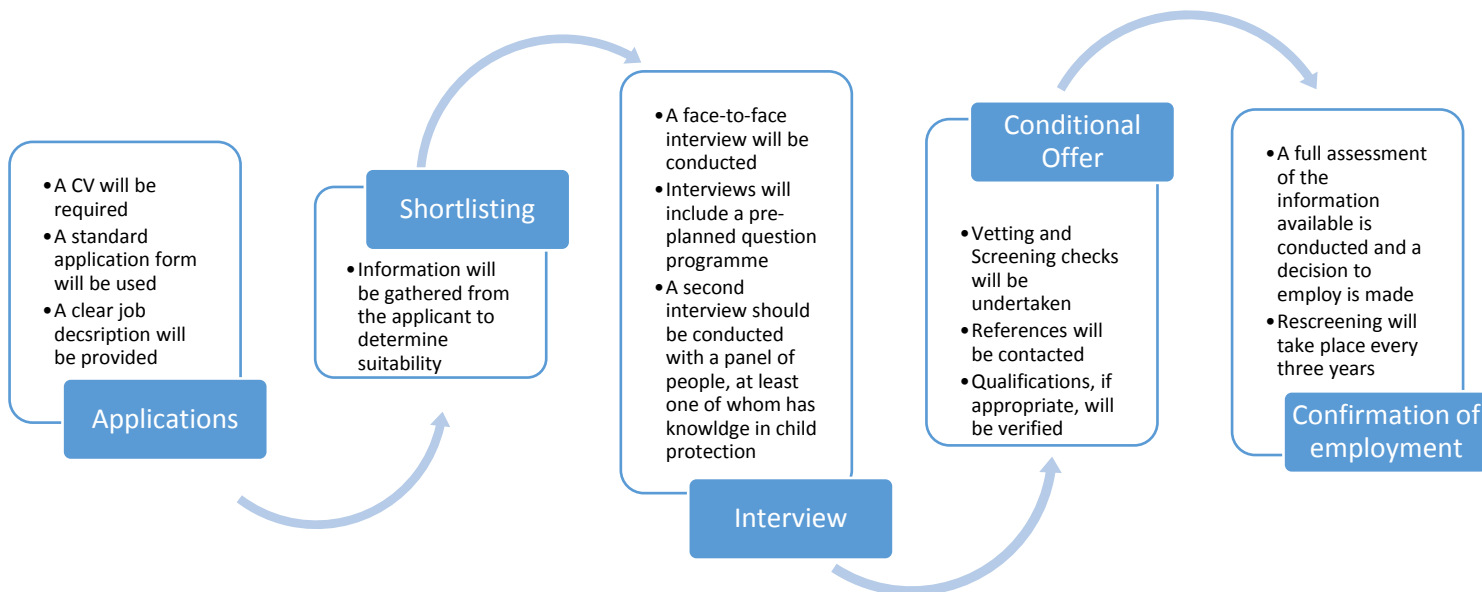 •A CV will be
required
•A standard
application form
will be used
•A clear job
decsription will
be provided
Applications
Shortlisting
•Information will
be gathered from
the applicant to
determine
suitability
•A face-to-face
interview will be
conducted
•Interviews will
include a pre-
planned question
programme
•A second
interview should
be conducted
with a panel of
people, at least
one of whom has
knowldge in child
protection
Interview
Conditional
Offer
•Vetting and
Screening checks
will be
undertaken
•References will
be contacted
•Qualifications, if
appropriate, will
be verified
•A full assessment
of the
information
available is
conducted and a
decision to
employ is made
•Rescreening will
take place every
three years
Confirmation of
employment